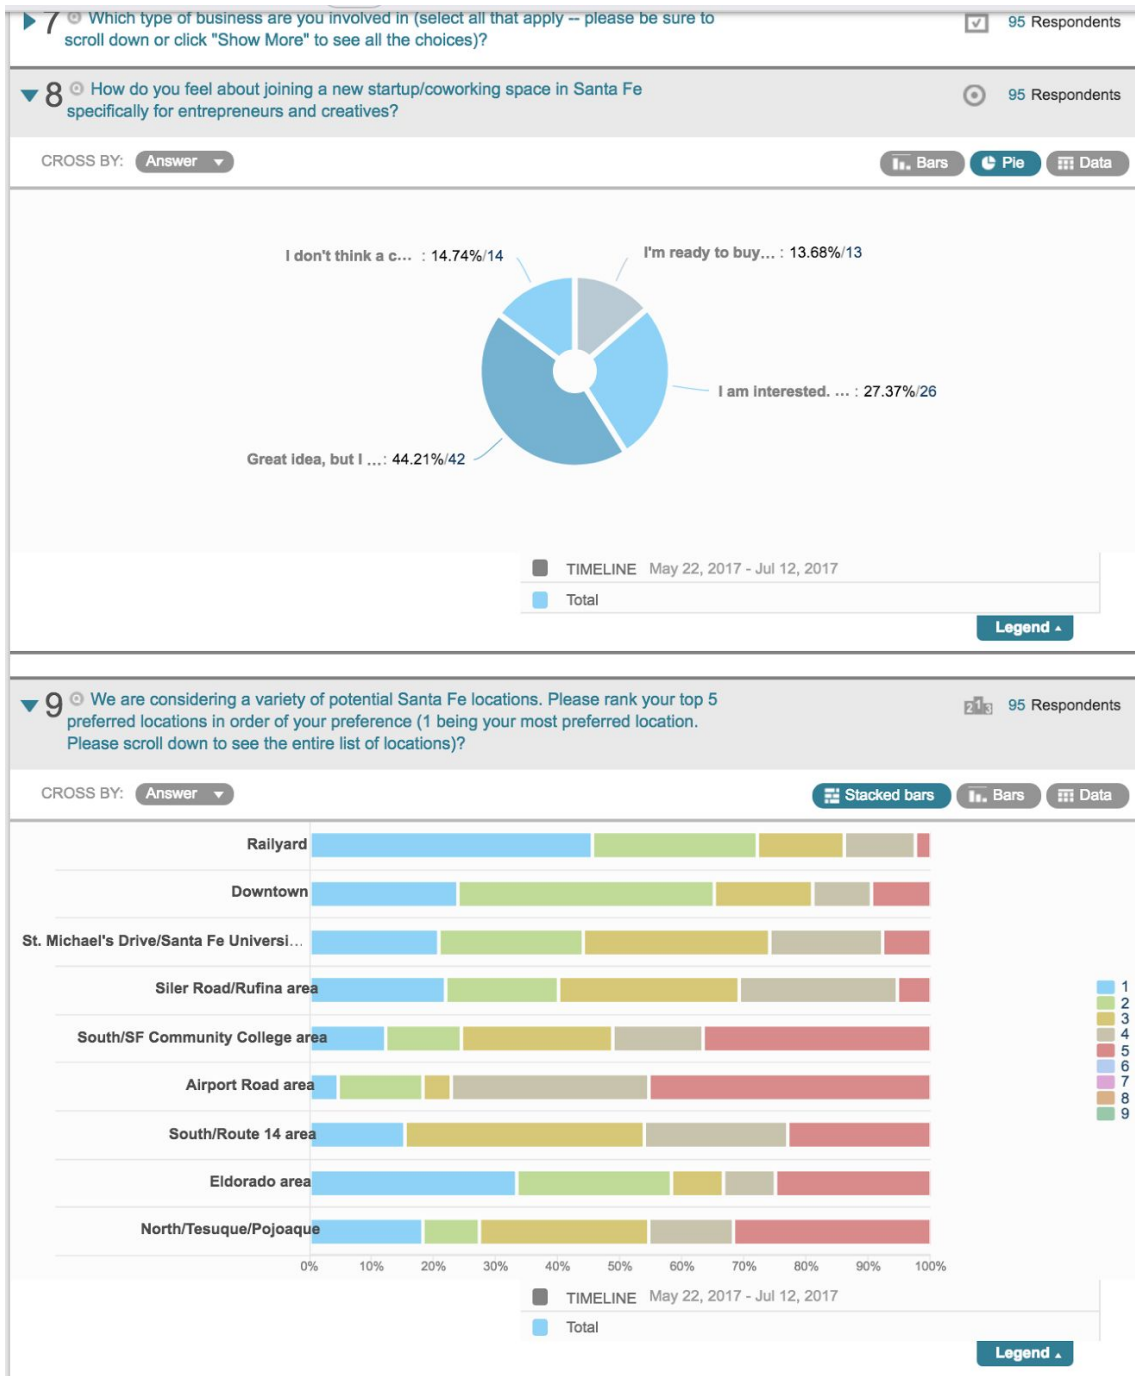 7 Which type of business are you involved in (select all that apply -- please be sure to
scroll down or click "Show More" to see all the choices)?
95 Respondents
8 How do you feel about joining a new startup/coworking space in Santa Fe
specifically for entrepreneurs and creatives?
95 Respondents
CROSS BY: Answer
Bars Pie Data
I don't think a c... : 14.74%/14
I'm ready to buy... : 13.68%/13
I am interested. ... : 27.37%/26
Great idea, but I ...: 44.21%/42
TIMELINE May 22, 2017 - Jul 12, 2017
Total
Legend
9 We are considering a variety of potential Santa Fe locations. Please rank your top 5
preferred locations in order of your preference (1 being your most preferred location.
Please scroll down to see the entire list of locations)?
213 95 Respondents
CROSS BY: Answer
Stacked bars Bars Data
Railyard
Downtown
St. Michael's Drive/Santa Fe Universi...
Siler Road/Rufina area
South/SF Community College area
Airport Road area
South/Route 14 area
Eldorado area
North/Tesuque/Pojoaque
1
2
3
4
5
6
7
8
9
0% 10% 20% 30% 40% 50% 60% 70% 80% 90% 100%
TIMELINE May 22, 2017 - Jul 12, 2017
Total
Legend